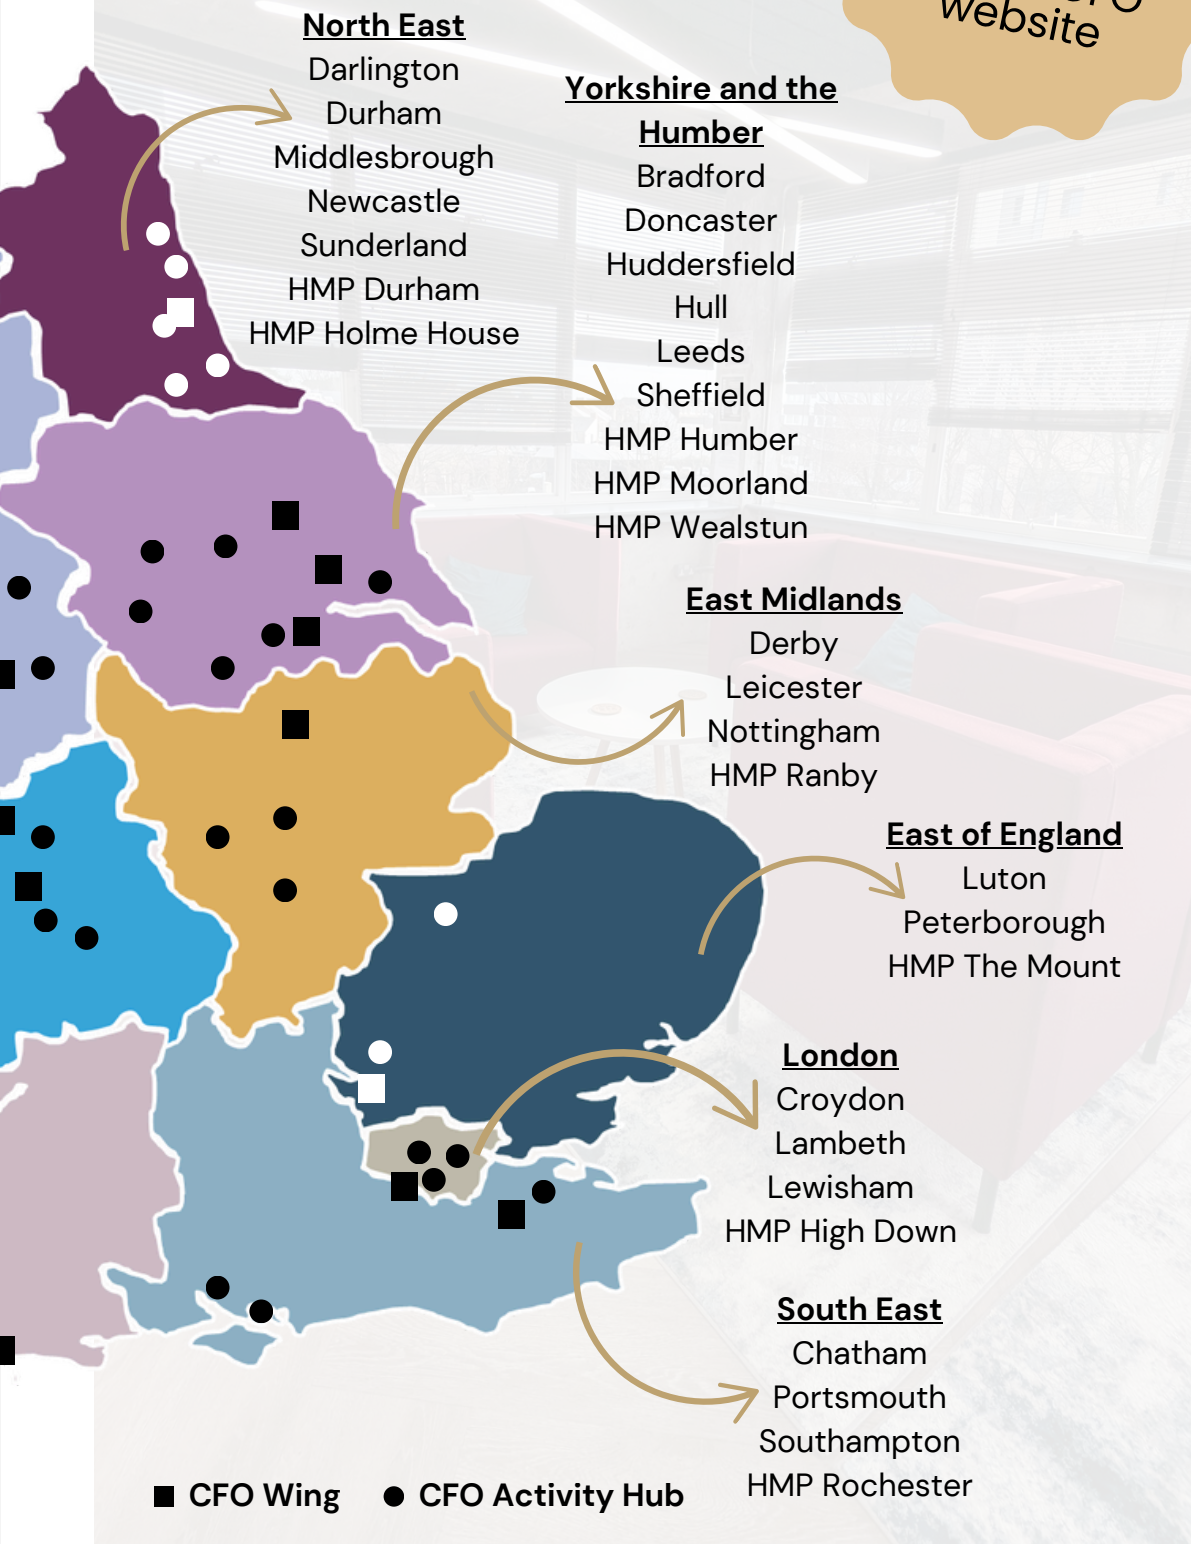 website
North East
Darlington
Durham
Middlesbrough
Newcastle
Sunderland
HMP Durham
HMP Holme House
Yorkshire and the
Humber
Bradford
Doncaster
Huddersfield
Hull
Leeds
Sheffield
HMP Humber
HMP Moorland
HMP Wealstun
East Midlands
Derby
Leicester
Nottingham
HMP Ranby
East of England
Luton
Peterborough
HMP The Mount
London
Croydon
Lambeth
Lewisham
HMP High Down
South East
Chatham
Portsmouth
Southampton
HMP Rochester
CFO Wing
CFO Activity Hub